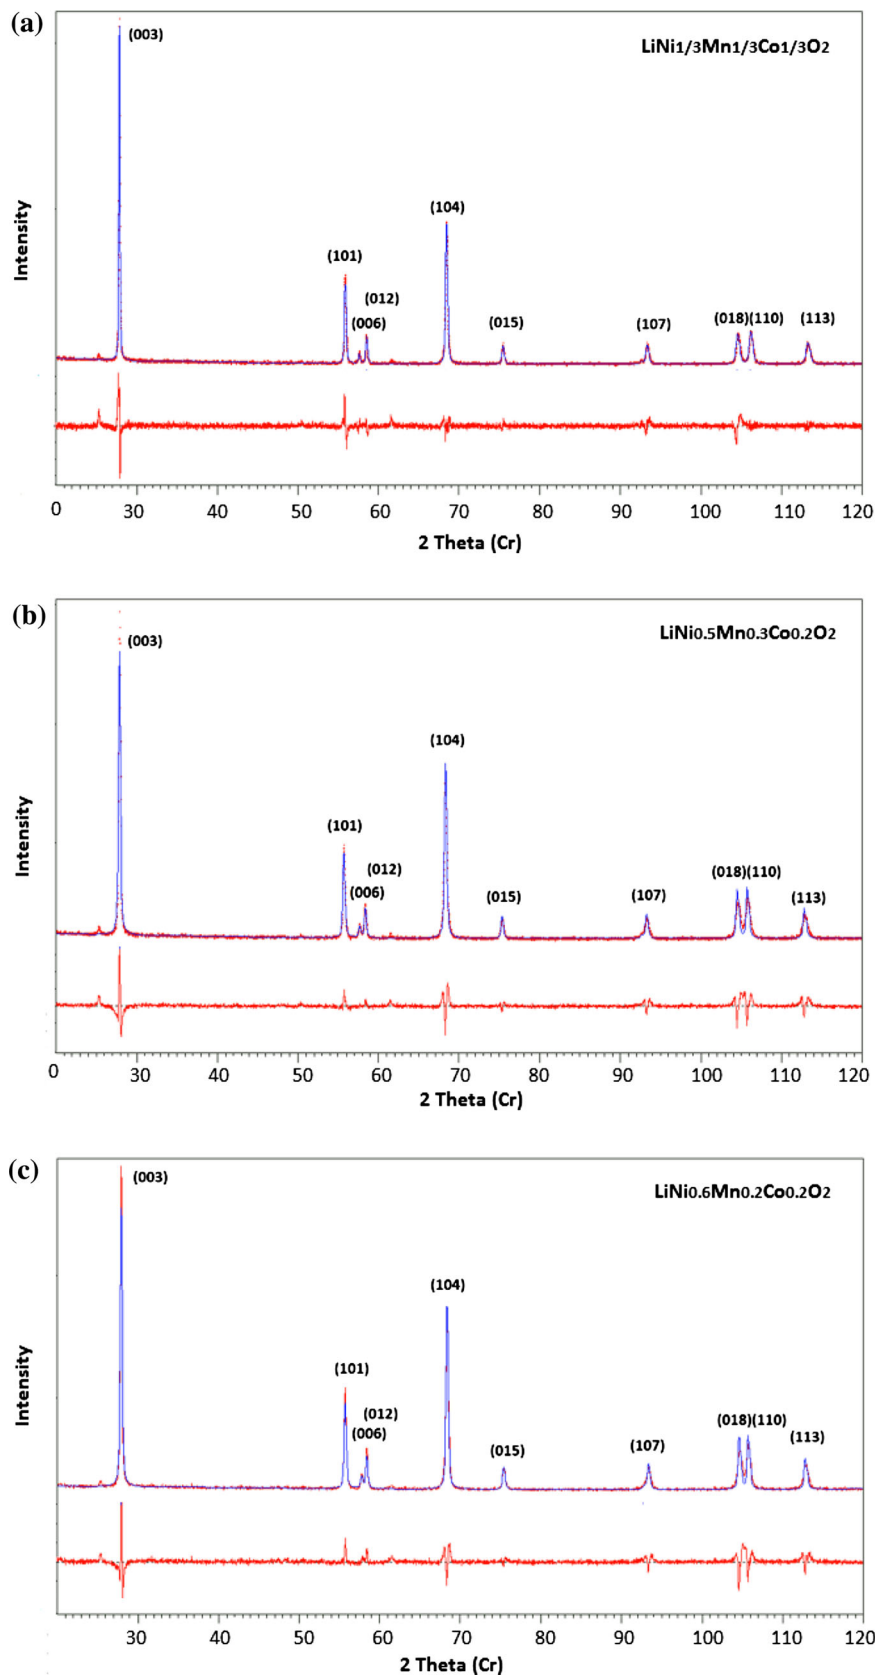 (a)
(003)
LiNi1/3Mn1/3Co1/3O2
(104)
(101)
(012)
(006)
(015)
(107)
(018)(110)
(113)
Intensity
0 30 40 50 60 70 80 90 100 110 120
2 Theta (Cr)
(b)
(003)
LiNi0.5Mn0.3Co0.2O2
(104)
(101)
(012)
(006)
(015)
(107)
(018)(110)
(113)
Intensity
0 30 40 50 60 70 80 90 100 110 120
2 Theta (Cr)
(c)
(003)
LiNi0.6Mn0.2Co0.2O2
(104)
(101)
(012)
(006)
(015)
(107)
(018)(110)
(113)
Intensity
30 40 50 60 70 80 90 100 110 120
2 Theta (Cr)